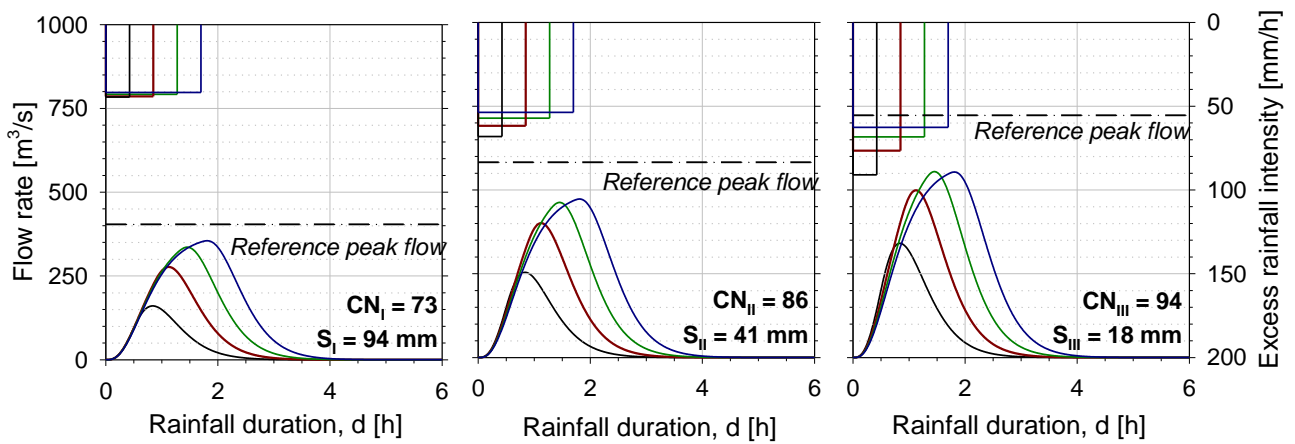 1000
750
500
250
0
Flow rate [m³/s]
Reference peak flow
CN_I = 73
S_I = 94 mm
0 2 4 6
Rainfall duration, d [h]
Reference peak flow
CN_II = 86
S_II = 41 mm
0 2 4 6
Rainfall duration, d [h]
Reference peak flow
CN_III = 94
S_III = 18 mm
0 2 4 6
Rainfall duration, d [h]
0
50
100
150
200
Excess rainfall intensity [mm/h]